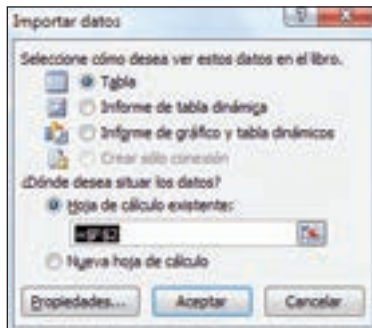 Importar datos
Seleccione cómo desea ver estos datos en el libro.
Tabla
Informe de tabla dinámica
Informe de gráfico y tabla dinámicos
Crear sólo conexión
¿Dónde desea situar los datos?
Hoja de cálculo existente:
Nueva hoja de cálculo
Propiedades... Aceptar Cancelar